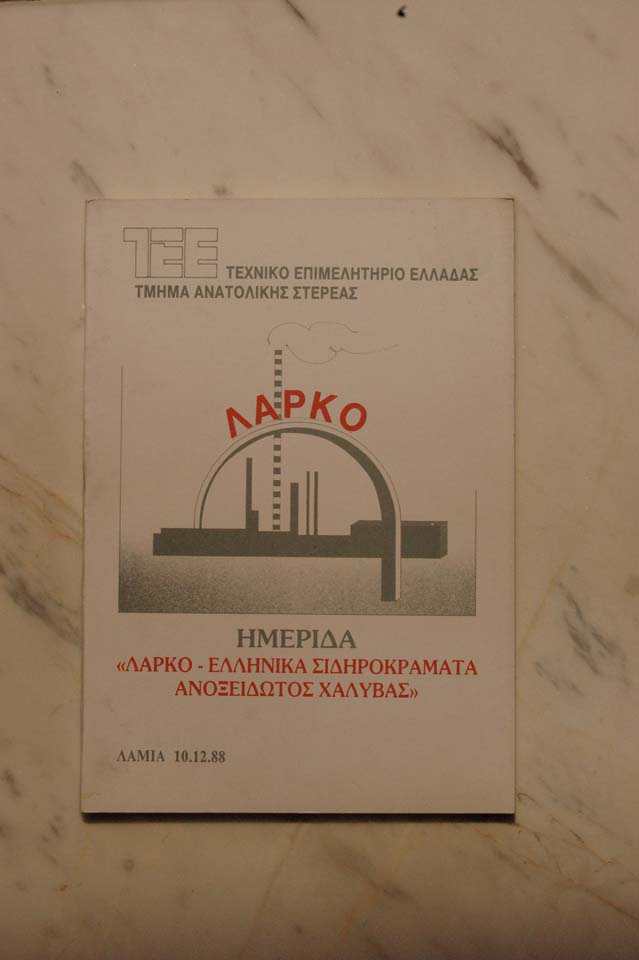 ΤΕΕ ΤΕΧΝΙΚΟ ΕΠΙΜΕΛΗΤΗΡΙΟ ΕΛΛΑΔΑΣ
ΤΜΗΜΑ ΑΝΑΤΟΛΙΚΗΣ ΣΤΕΡΕΑΣ
ΛΑΡΚΟ
ΗΜΕΡΙΔΑ
«ΛΑΡΚΟ - ΕΛΛΗΝΙΚΑ ΣΙΔΗΡΟΚΡΑΜΑΤΑ
ΑΝΟΞΕΙΔΩΤΟΣ ΧΑΛΥΒΑΣ»
ΛΑΜΙΑ 10.12.88